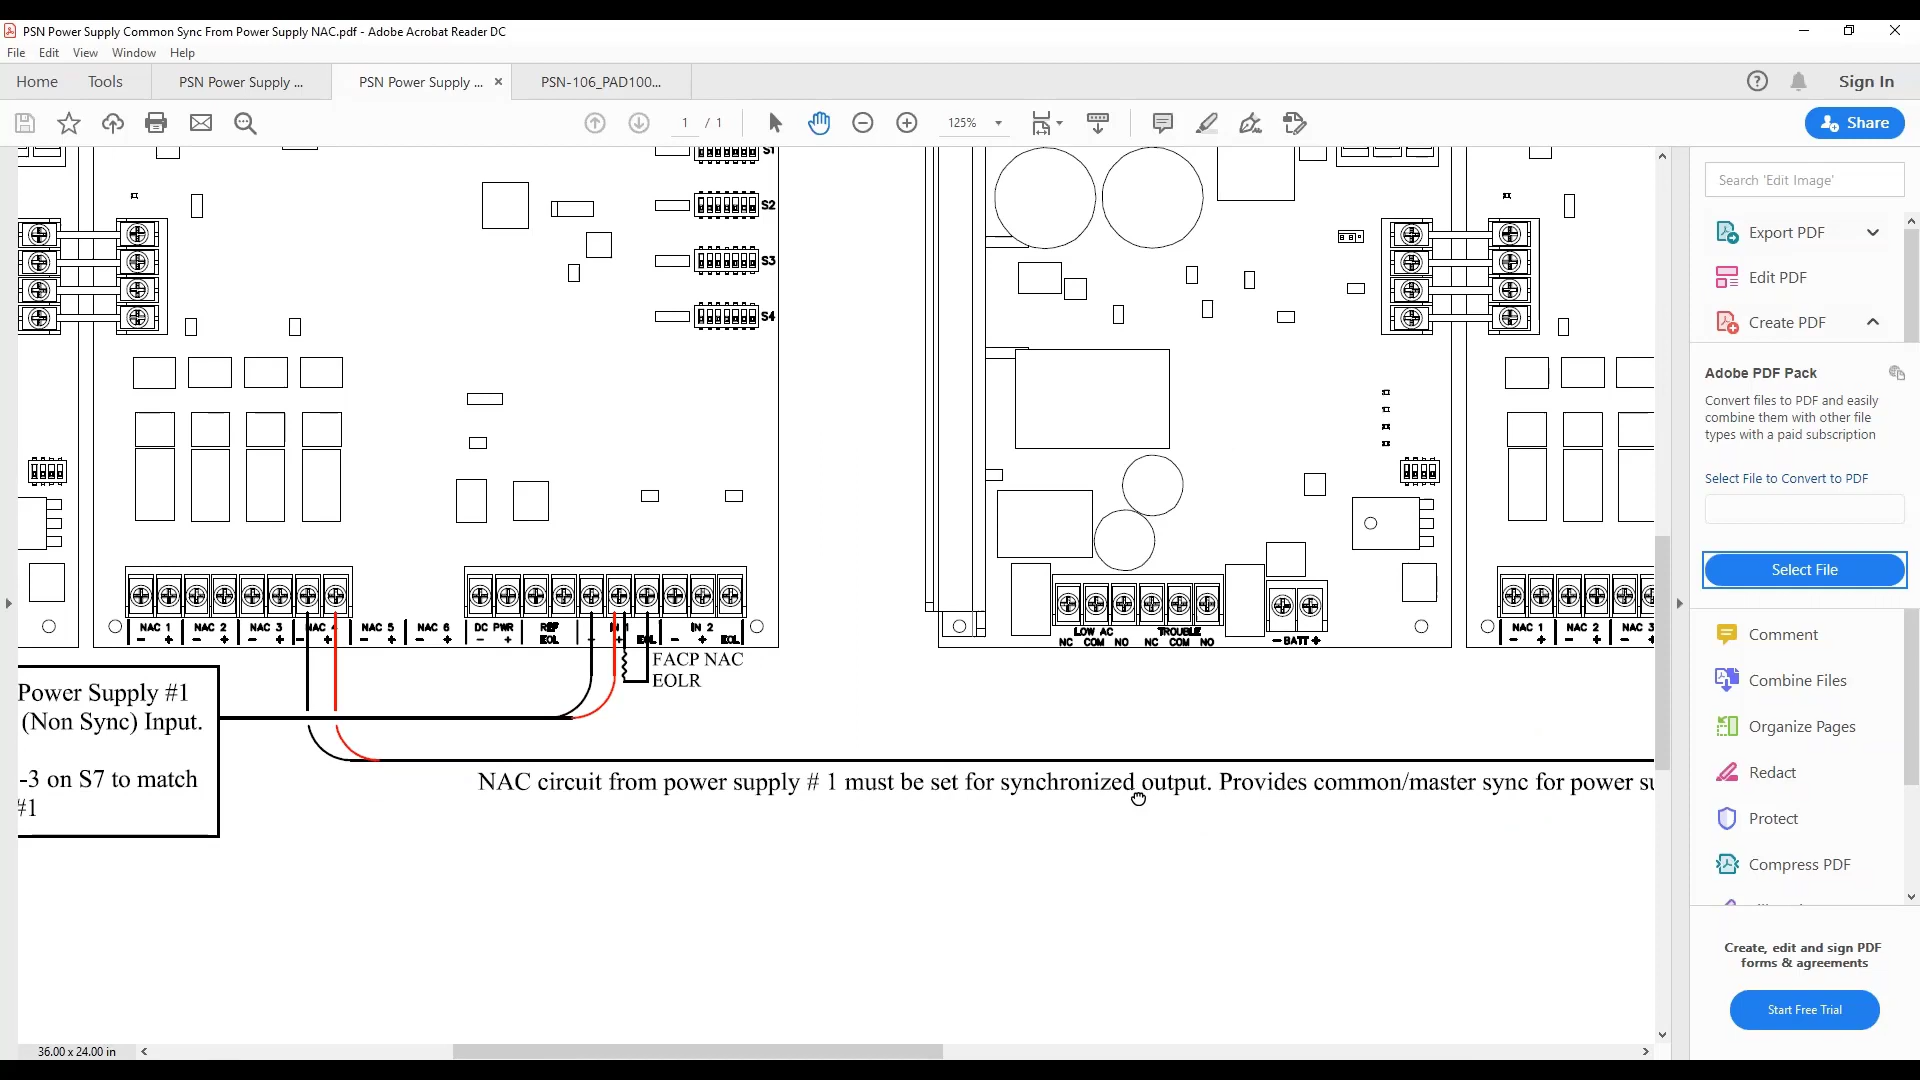 PSN Power Supply Common Sync From Power Supply NAC.pdf - Adobe Acrobat Reader DC
File Edit View Window Help
Home Tools PSN Power Supply ... PSN Power Supply ... × PSN-106_PAD100... Sign In
1 / 1 125% Share
S1
S2
S3
S4
NAC 1 NAC 2 NAC 3 NAC 4 NAC 5 NAC 6 DC PWR REP IN 1 IN 2
- + - + - + - + - + - + - + EOL - + EOL - + EOL
LOW AC TROUBLE
NC COM NO NC COM NO
- BATT +
NAC 1 NAC 2 NAC 3
- + - + -
FACP NAC
EOLR
Power Supply #1
(Non Sync) Input.
-3 on S7 to match
#1
NAC circuit from power supply # 1 must be set for synchronized output. Provides common/master sync for power su
36.00 x 24.00 in
Search 'Edit Image'
Export PDF
Edit PDF
Create PDF
Adobe PDF Pack
Convert files to PDF and easily
combine them with other file
types with a paid subscription
Select File to Convert to PDF
Select File
Comment
Combine Files
Organize Pages
Redact
Protect
Compress PDF
Create, edit and sign PDF
forms & agreements
Start Free Trial